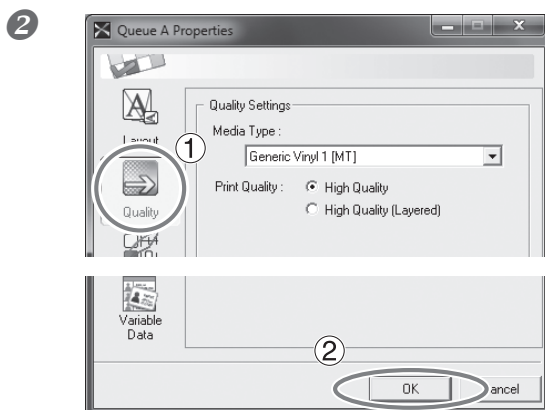 2
Queue A Properties
Layout
1
Quality Settings
Media Type :
Generic Vinyl 1 [MT]
Print Quality :
High Quality
High Quality (Layered)
Quality
Variable
Data
2
OK
ancel